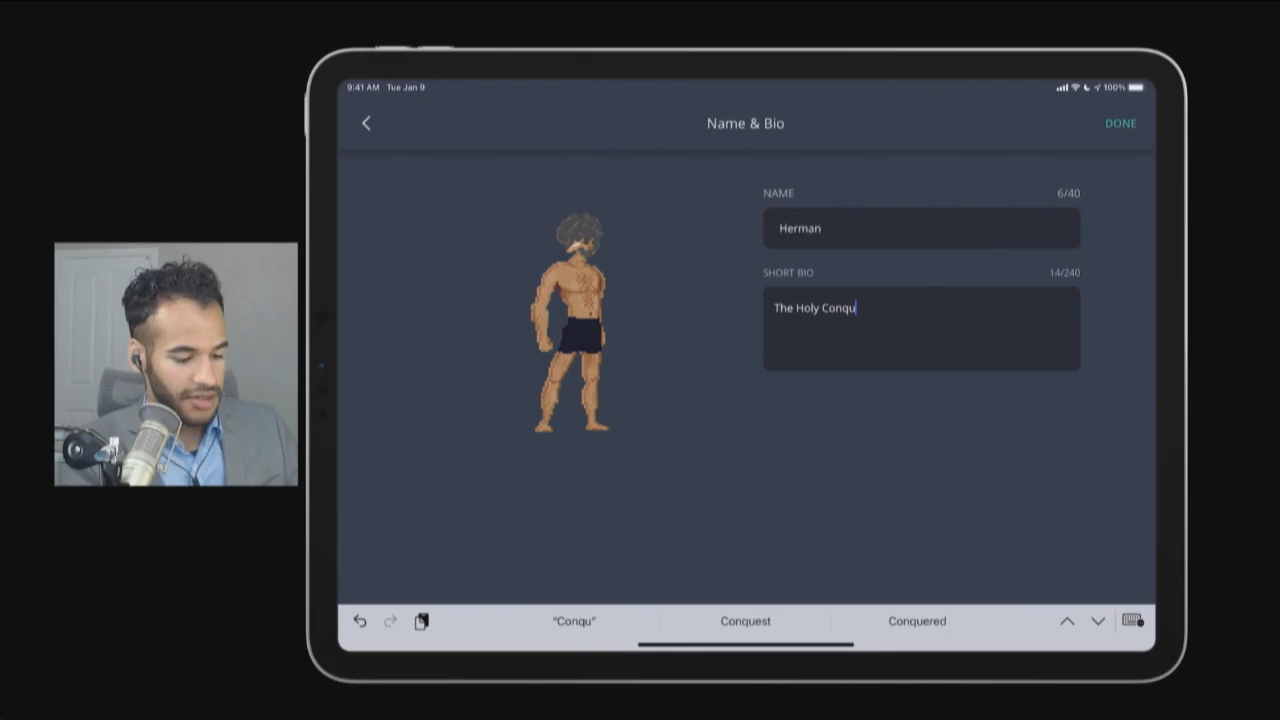 9:41 AM Tue Jan 9
100%
Name & Bio
DONE
NAME
6/40
Herman
SHORT BIO
14/240
The Holy Conqu
"Conqu"
Conquest
Conquered